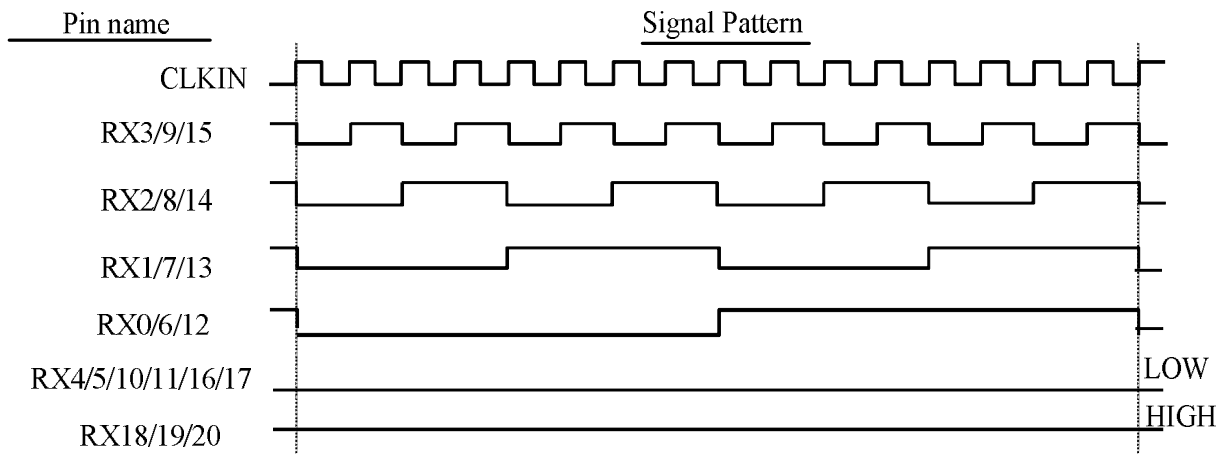 Pin name
Signal Pattern
CLKIN
RX3/9/15
RX2/8/14
RX1/7/13
RX0/6/12
RX4/5/10/11/16/17
LOW
RX18/19/20
HIGH